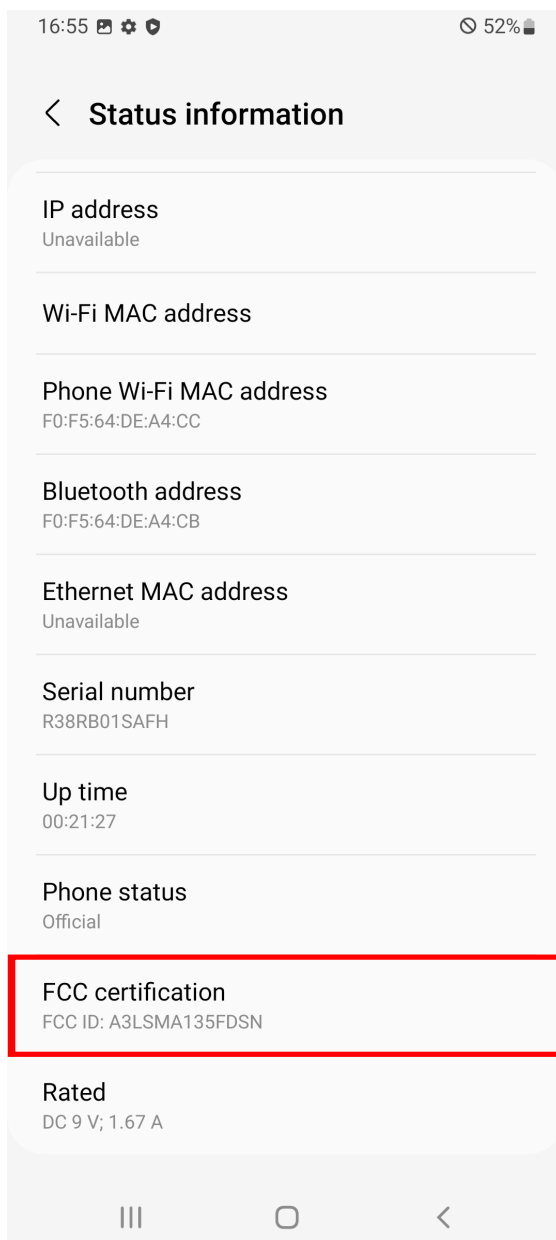 16:55
52%
Status information
IP address
Unavailable
Wi-Fi MAC address
Phone Wi-Fi MAC address
F0:F5:64:DE:A4:CC
Bluetooth address
F0:F5:64:DE:A4:CB
Ethernet MAC address
Unavailable
Serial number
R38RB01SAFH
Up time
00:21:27
Phone status
Official
FCC certification
FCC ID: A3LSMA135FDSN
Rated
DC 9 V; 1.67 A